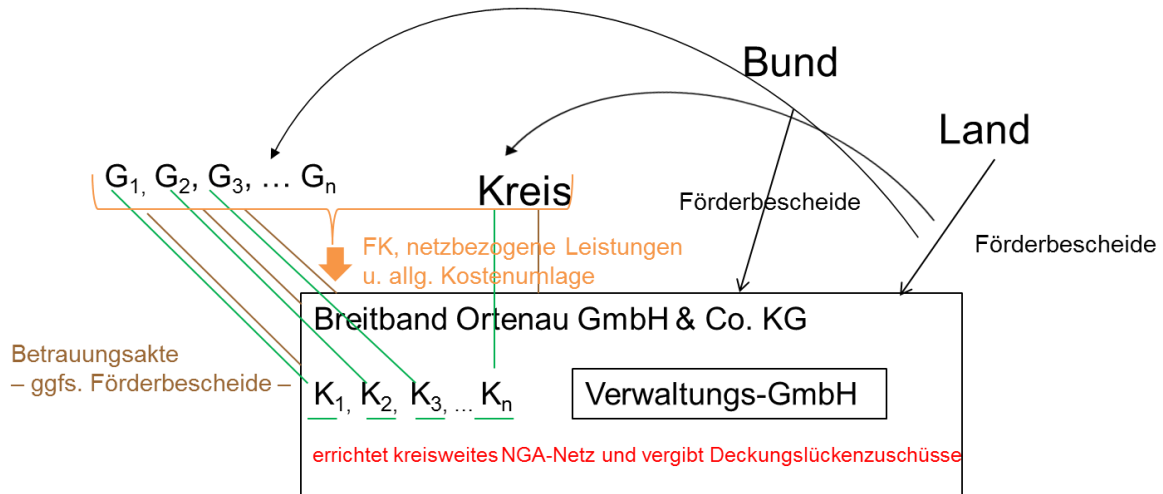 Bund
Land
G1, G2, G3, ... Gn
Kreis
Förderbescheide
Förderbescheide
FK, netzbezogene Leistungen
u. allg. Kostenumlage
Breitband Ortenau GmbH & Co. KG
Betrauungsakte
– ggfs. Förderbescheide –
K1, K2, K3, ... Kn
Verwaltungs-GmbH
errichtet kreisweites NGA-Netz und vergibt Deckungslückenzuschüsse